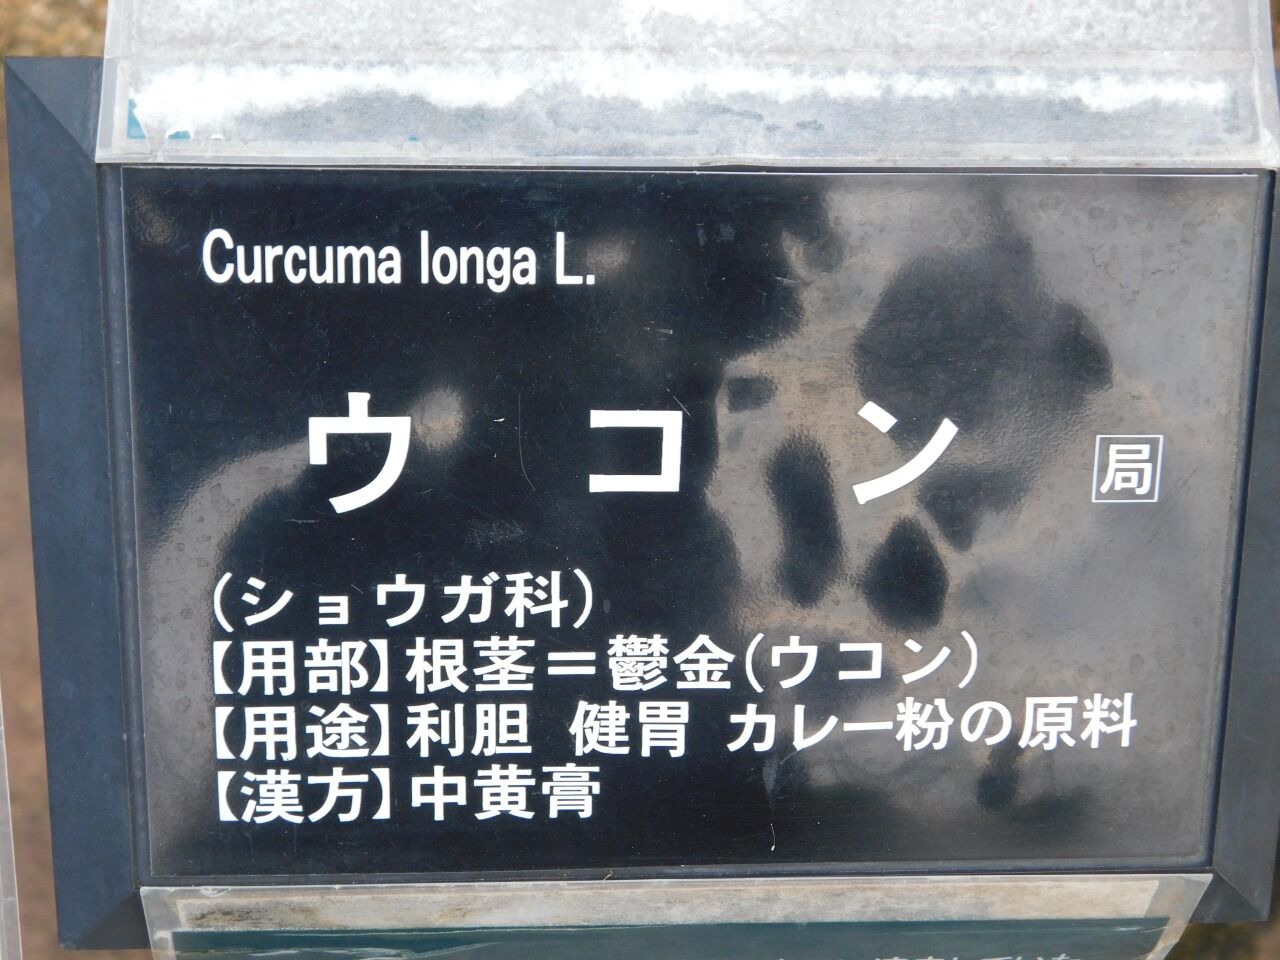 Curcuma longa L.
ウコン 局
(ショウガ科)
【用部】根茎=鬱金(ウコン)
【用途】利胆 健胃 カレー粉の原料
【漢方】中黄膏